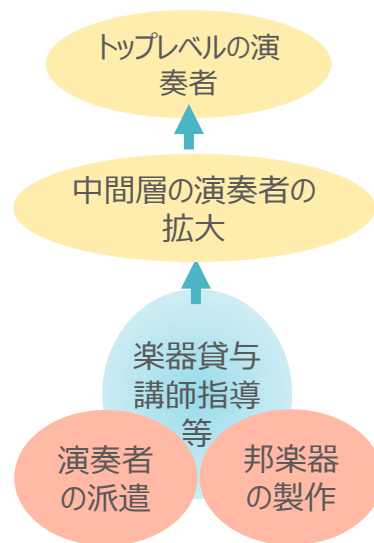 トップレベルの演
奏者
中間層の演奏者の
拡大
楽器貸与
講師指導
等
演奏者
の派遣
邦楽器
の製作